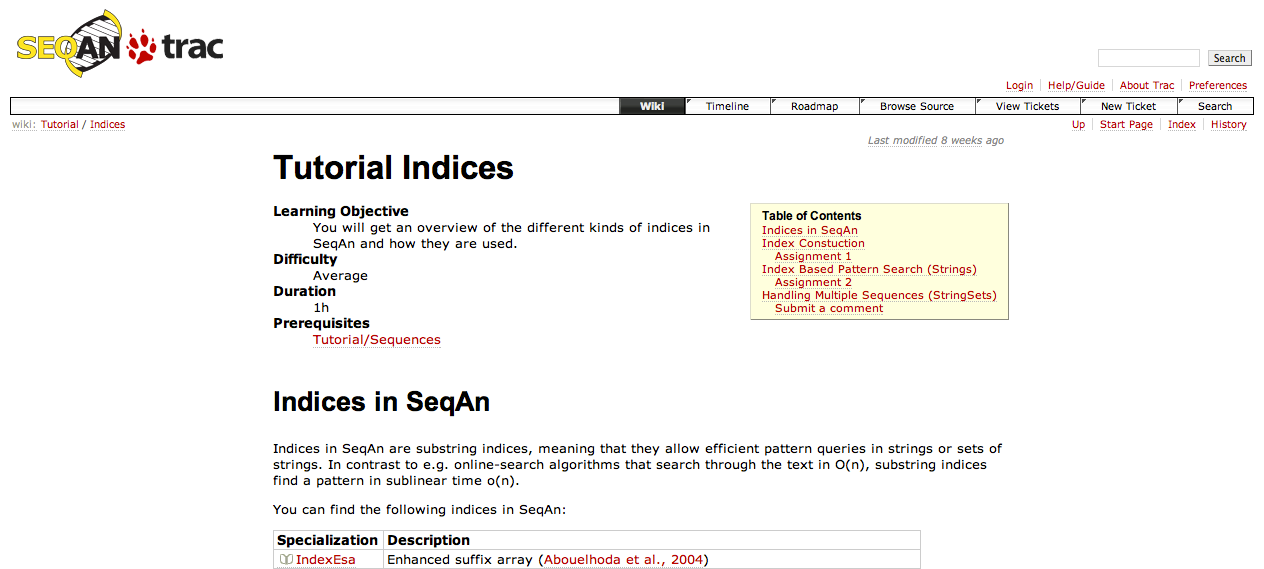 SEQAN trac
Search
Login Help/Guide About Trac Preferences
Wiki Timeline Roadmap Browse Source View Tickets New Ticket Search
wiki: Tutorial / Indices
Up Start Page Index History
Last modified 8 weeks ago
Tutorial Indices
Learning Objective
You will get an overview of the different kinds of indices in
SeqAn and how they are used.
Difficulty
Average
Duration
1h
Prerequisites
Tutorial/Sequences
Table of Contents
Indices in SeqAn
Index Constuction
Assignment 1
Index Based Pattern Search (Strings)
Assignment 2
Handling Multiple Sequences (StringSets)
Submit a comment
Indices in SeqAn
Indices in SeqAn are substring indices, meaning that they allow efficient pattern queries in strings or sets of
strings. In contrast to e.g. online-search algorithms that search through the text in O(n), substring indices
find a pattern in sublinear time o(n).
You can find the following indices in SeqAn:
Specialization Description
IndexEsa Enhanced suffix array (Abouelhoda et al., 2004)